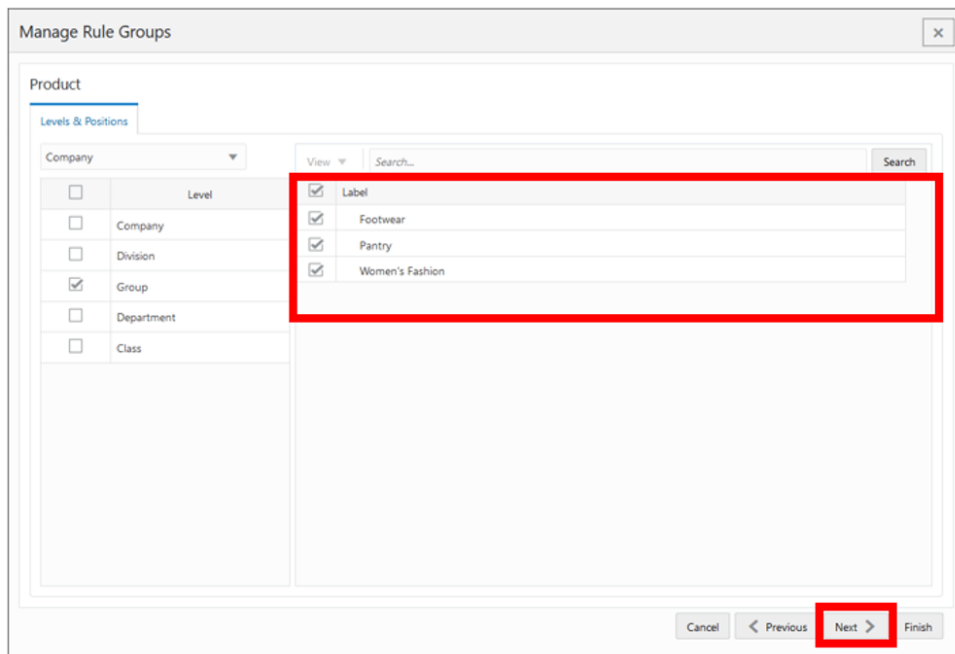 Manage Rule Groups
Product
Levels & Positions
Company
View
Search...
Search
Level
Label
Company
Footwear
Division
Pantry
Group
Women's Fashion
Department
Class
Cancel
Previous
Next
Finish